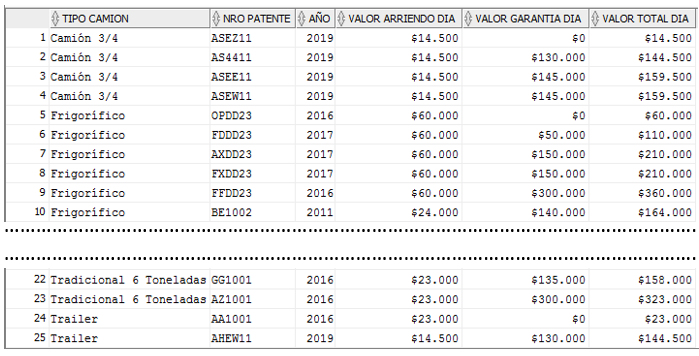 TIPO CAMION NRO PATENTE AÑO VALOR ARRIENDO DIA VALOR GARANTIA DIA VALOR TOTAL DIA
1 Camión 3/4 ASEZ11 2019 $14.500 $0 $14.500
2 Camión 3/4 AS4411 2019 $14.500 $130.000 $144.500
3 Camión 3/4 ASEE11 2019 $14.500 $145.000 $159.500
4 Camión 3/4 ASEW11 2019 $14.500 $145.000 $159.500
5 Frigorífico OPDD23 2016 $60.000 $0 $60.000
6 Frigorífico FDDD23 2017 $60.000 $50.000 $110.000
7 Frigorífico AXDD23 2017 $60.000 $150.000 $210.000
8 Frigorífico FXDD23 2017 $60.000 $150.000 $210.000
9 Frigorífico FFDD23 2016 $60.000 $300.000 $360.000
10 Frigorífico BE1002 2011 $24.000 $140.000 $164.000
22 Tradicional 6 Toneladas GG1001 2016 $23.000 $135.000 $158.000
23 Tradicional 6 Toneladas AZ1001 2016 $23.000 $300.000 $323.000
24 Trailer AA1001 2016 $23.000 $0 $23.000
25 Trailer AHEW11 2019 $14.500 $130.000 $144.500